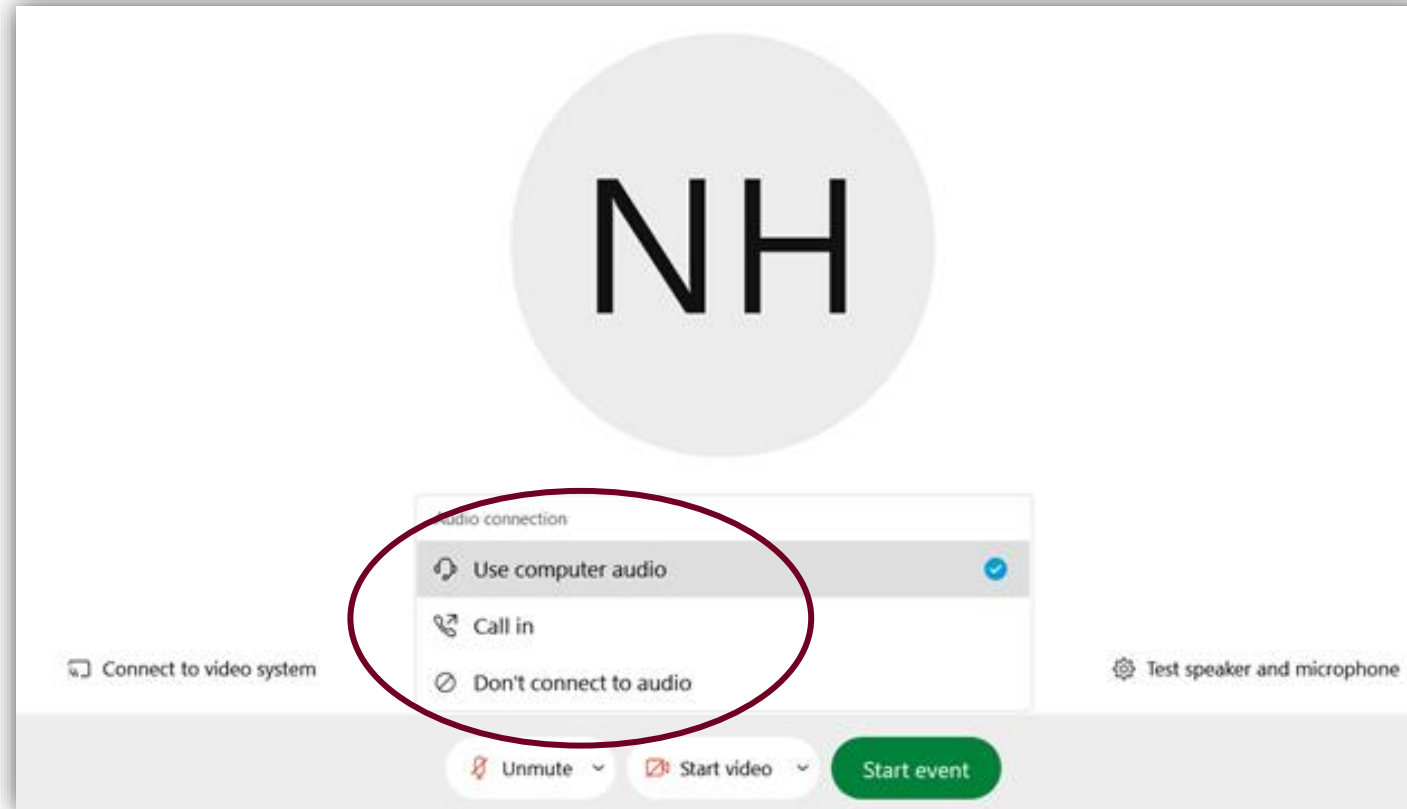 NH
Audio connection
Use computer audio
Call in
Connect to video system
Test speaker and microphone
Don't connect to audio
Unmute
Start video
Start event